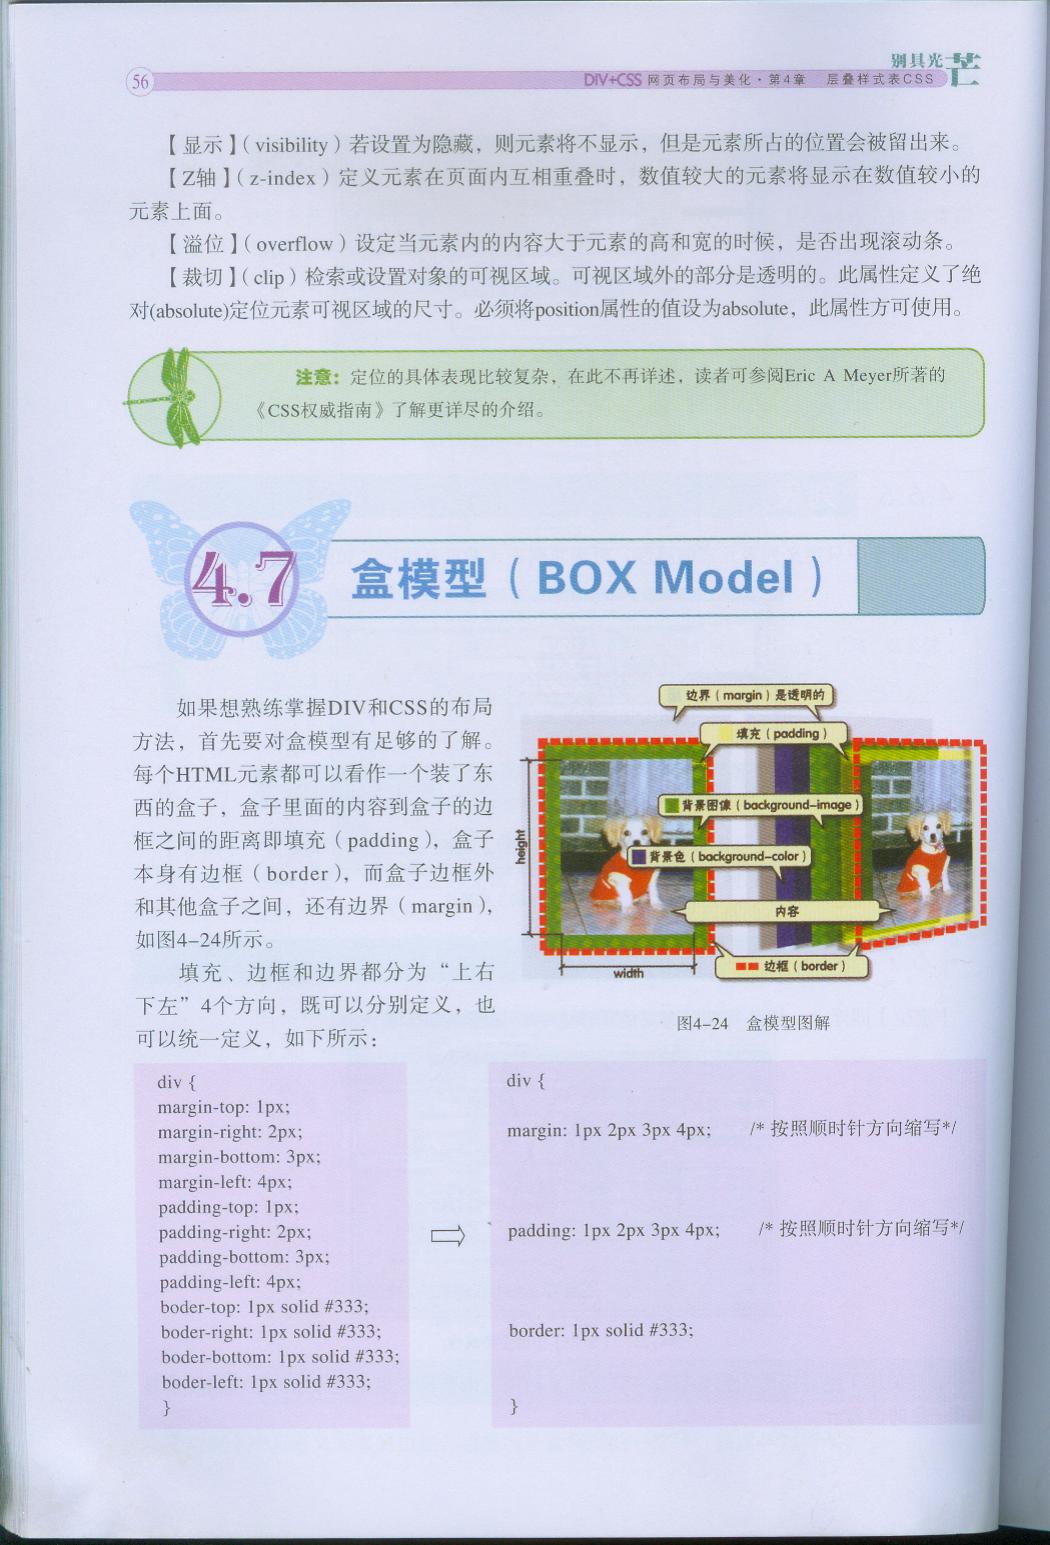 56
别具光芒
DIV+CSS 网页布局与美化·第4章 层叠样式表CSS
【显示】(visibility)若设置为隐藏，则元素将不显示，但是元素所占的位置会被留出来。
【Z轴】(z-index)定义元素在页面内互相重叠时，数值较大的元素将显示在数值较小的
元素上面。
【溢位】(overflow)设定当元素内的内容大于元素的高和宽的时候，是否出现滚动条。
【裁切】(clip)检索或设置对象的可视区域。可视区域外的部分是透明的。此属性定义了绝
对(absolute)定位元素可视区域的尺寸。必须将position属性的值设为absolute，此属性方可使用。
注意：定位的具体表现比较复杂，在此不再详述，读者可参阅Eric A Meyer所著的
《CSS权威指南》了解更详尽的介绍。
4.7
盒模型（BOX Model）
如果想熟练掌握DIV和CSS的布局
方法，首先要对盒模型有足够的了解。
每个HTML元素都可以看作一个装了东
西的盒子，盒子里面的内容到盒子的边
框之间的距离即填充（padding），盒子
本身有边框（border），而盒子边框外
和其他盒子之间，还有边界（margin），
如图4-24所示。
填充、边框和边界都分为“上右
下左”4个方向，既可以分别定义，也
可以统一定义，如下所示：
边界（margin）是透明的
填充（padding）
背景图像（background-image）
背景色（background-color）
内容
边框（border）
height
width
图4-24 盒模型图解
div {
margin-top: 1px;
margin-right: 2px;
margin-bottom: 3px;
margin-left: 4px;
padding-top: 1px;
padding-right: 2px;
padding-bottom: 3px;
padding-left: 4px;
boder-top: 1px solid #333;
boder-right: 1px solid #333;
boder-bottom: 1px solid #333;
boder-left: 1px solid #333;
}
div {
margin: 1px 2px 3px 4px; /* 按照顺时针方向缩写*/
padding: 1px 2px 3px 4px; /* 按照顺时针方向缩写*/
border: 1px solid #333;
}